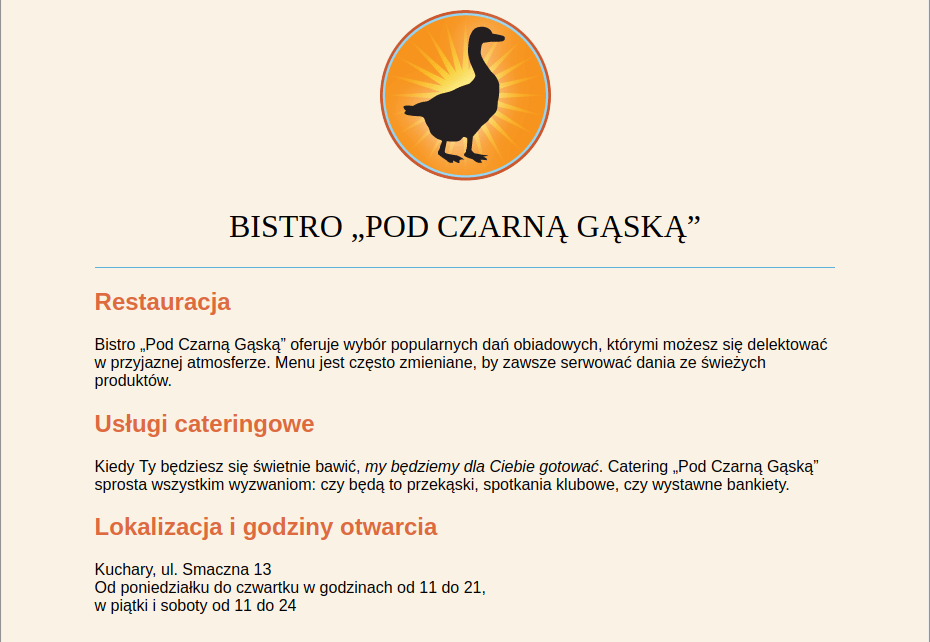 BISTRO „POD CZARNĄ GĄSKĄ”
Restauracja
Bistro „Pod Czarną Gąską” oferuje wybór popularnych dań obiadowych, którymi możesz się delektować
w przyjaznej atmosferze. Menu jest często zmieniane, by zawsze serwować dania ze świeżych
produktów.
Usługi cateringowe
Kiedy Ty będziesz się świetnie bawić, my będziemy dla Ciebie gotować. Catering „Pod Czarną Gąską”
sprosta wszystkim wyzwaniom: czy będą to przekąski, spotkania klubowe, czy wystawne bankiety.
Lokalizacja i godziny otwarcia
Kuchary, ul. Smaczna 13
Od poniedziałku do czwartku w godzinach od 11 do 21,
w piątki i soboty od 11 do 24